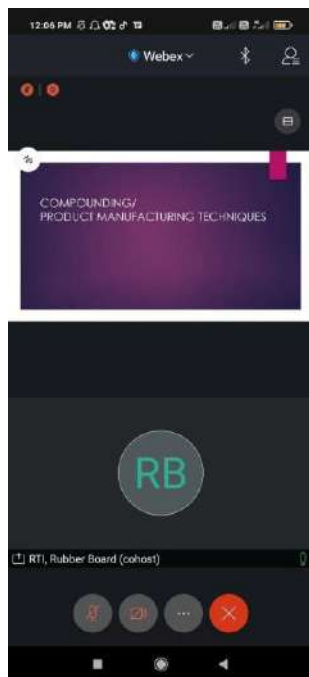 12:06 PM
Webex
COMPOUNDING/
PRODUCT MANUFACTURING TECHNIQUES
RB
RTI, Rubber Board (cohost)